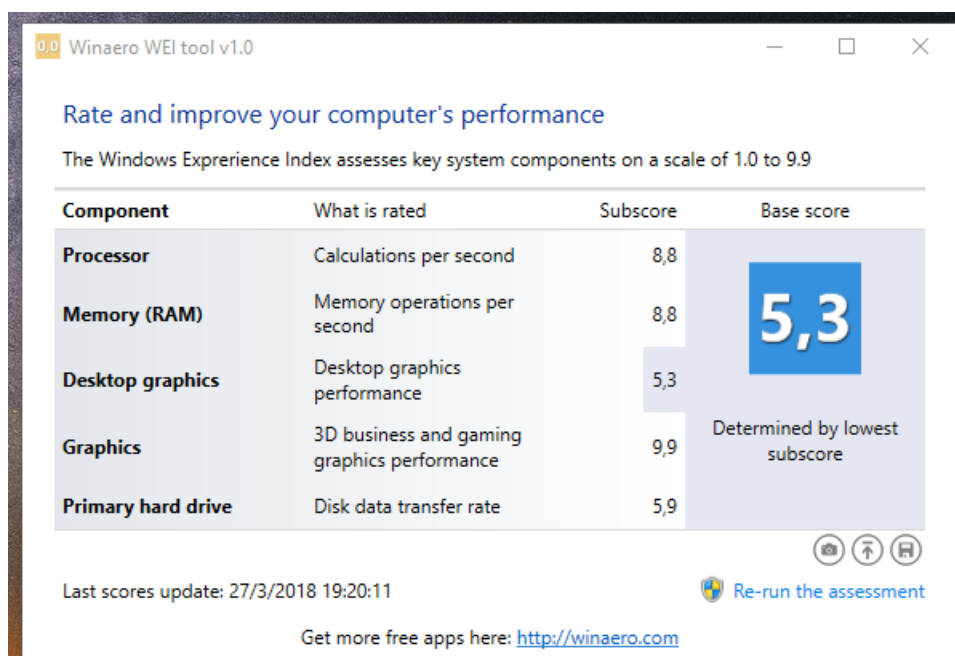 0,0 Winaero WEI tool v1.0
Rate and improve your computer's performance
The Windows Exprerience Index assesses key system components on a scale of 1.0 to 9.9
Component What is rated Subscore Base score
Processor Calculations per second 8,8
Memory (RAM) Memory operations per
second 8,8
Desktop graphics Desktop graphics
performance 5,3
Graphics 3D business and gaming
graphics performance 9,9
Primary hard drive Disk data transfer rate 5,9
5,3
Determined by lowest
subscore
Last scores update: 27/3/2018 19:20:11
Re-run the assessment
Get more free apps here: http://winaero.com